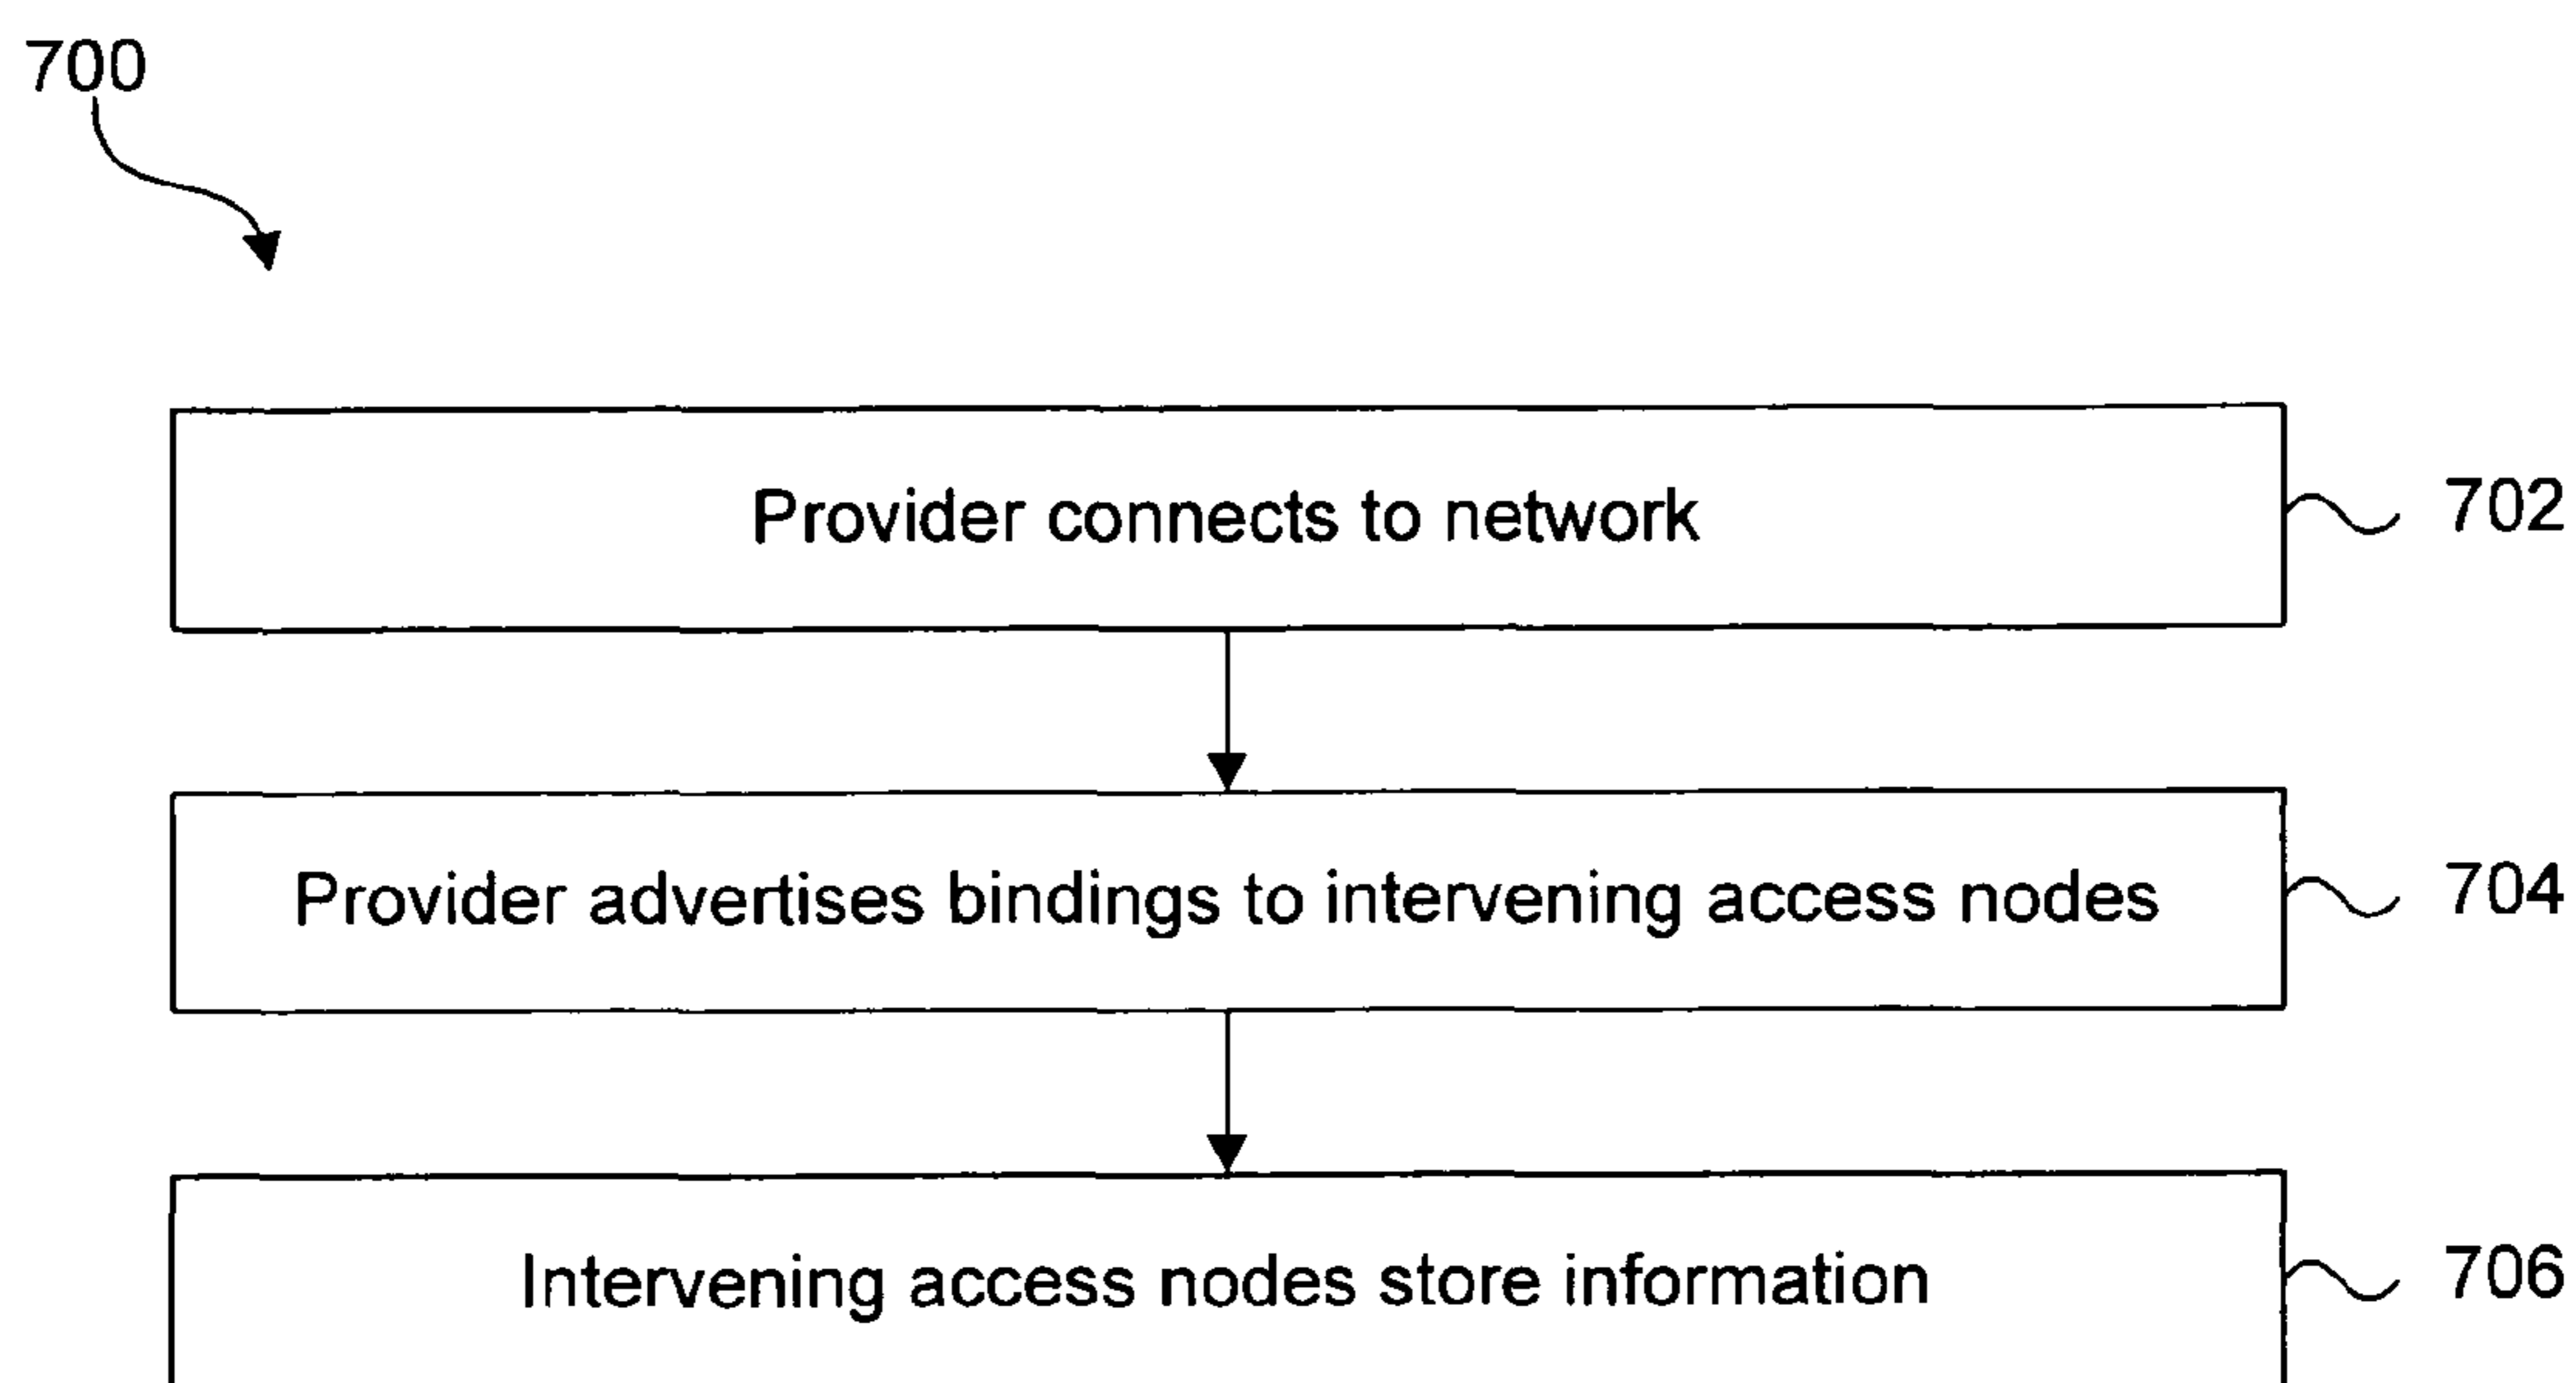 700
Provider connects to network
702
Provider advertises bindings to intervening access nodes
704
Intervening access nodes store information
706